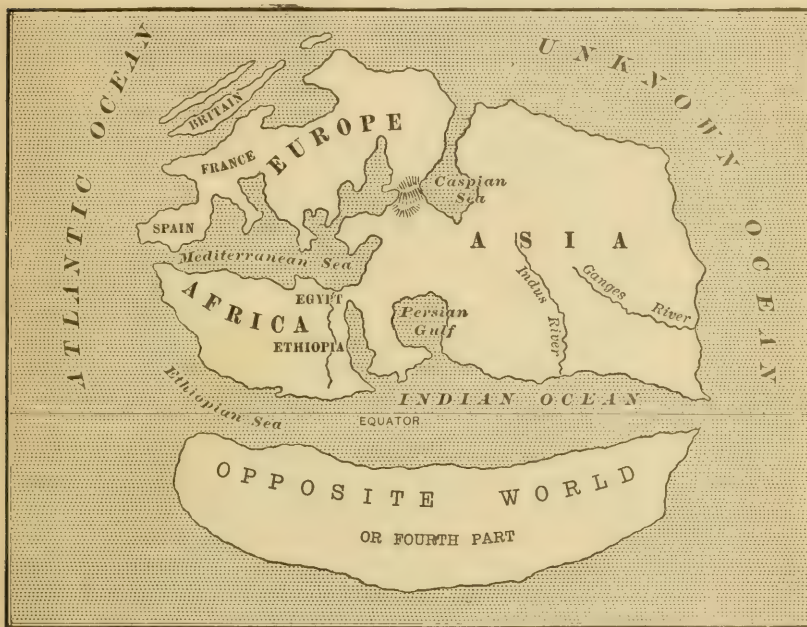 UNKNOWN OCEAN
ATLANTIC OCEAN
BRITAIN
EUROPE
FRANCE
Caspian
Sea
SPAIN
ASIA
Mediterranean Sea
Indus River
Ganges River
AFRICA
EGYPT
Persian
Gulf
ETHIOPIA
Ethiopian Sea
INDIAN OCEAN
EQUATOR
OPPOSITE WORLD
OR FOURTH PART